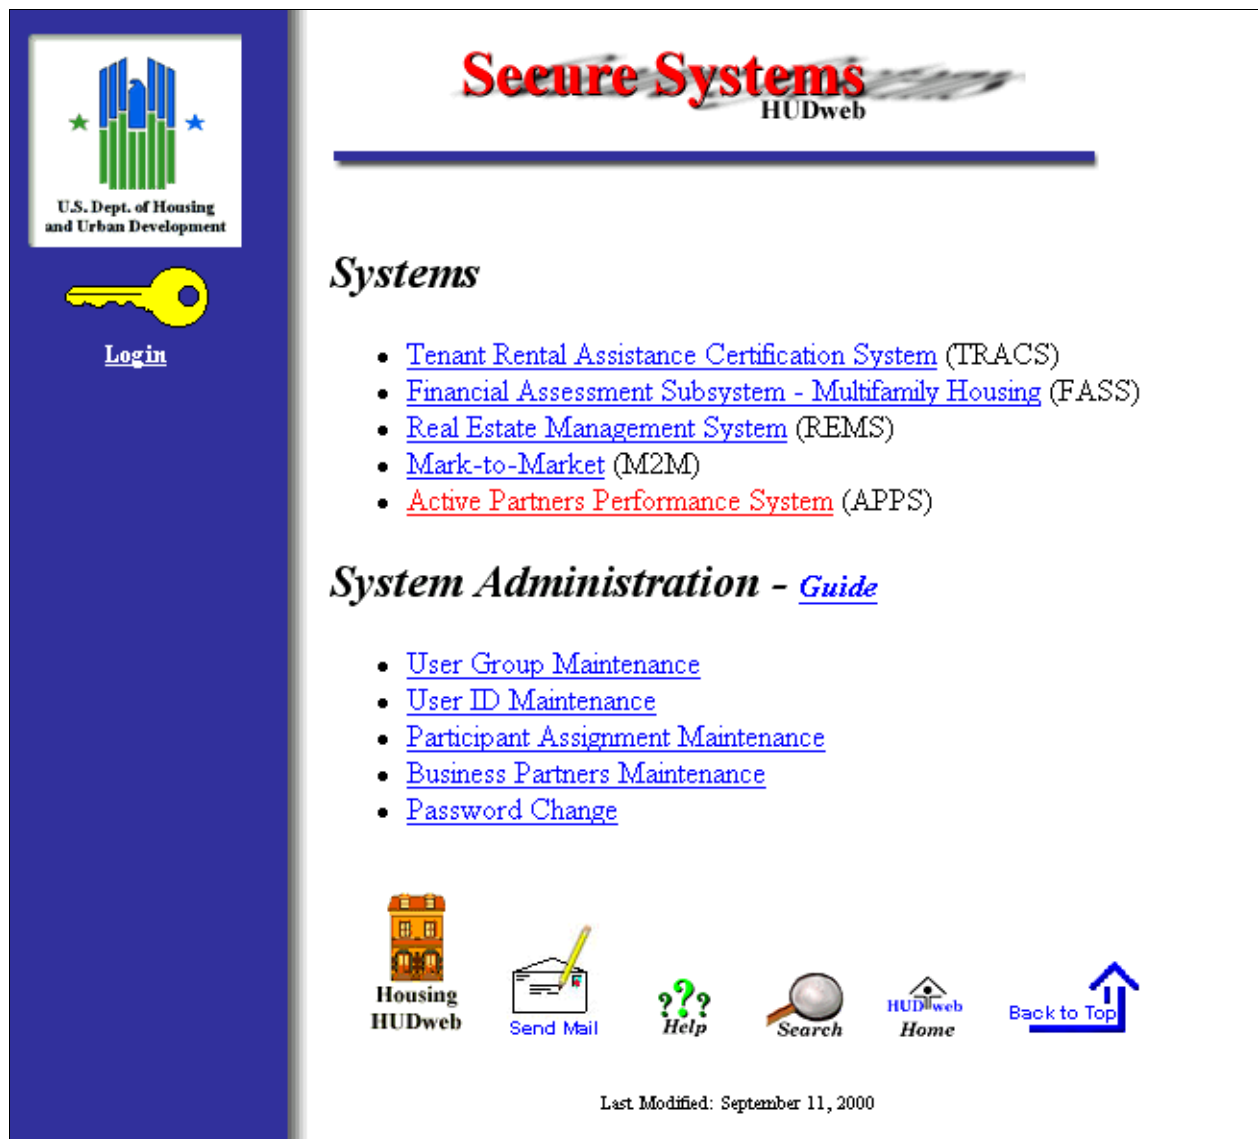 U.S. Dept. of Housing
and Urban Development
Login
Secure Systems
HUDweb
Systems
• Tenant Rental Assistance Certification System (TRACS)
• Financial Assessment Subsystem - Multifamily Housing (FASS)
• Real Estate Management System (REMS)
• Mark-to-Market (M2M)
• Active Partners Performance System (APPS)
System Administration - Guide
• User Group Maintenance
• User ID Maintenance
• Participant Assignment Maintenance
• Business Partners Maintenance
• Password Change
Housing
HUDweb
Send Mail
???
Help
Search
HUDweb
Home
Back to Top
Last Modified: September 11, 2000